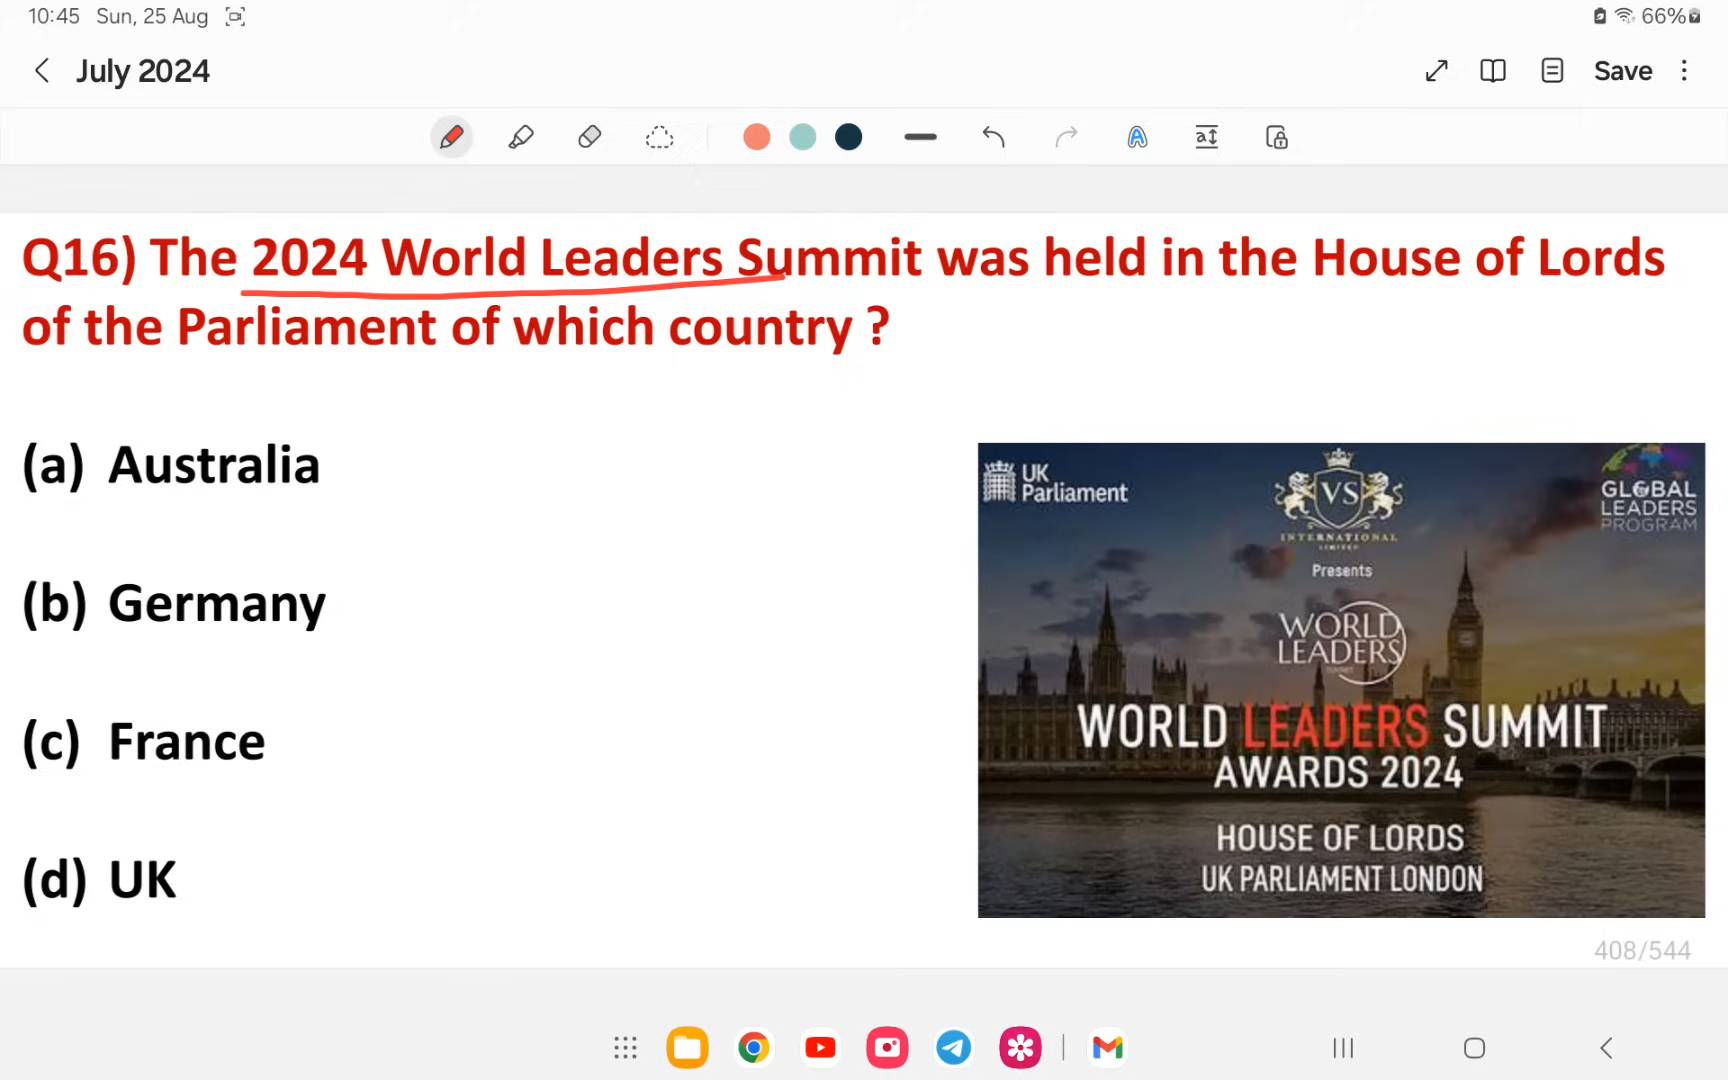 10:45 Sun, 25 Aug
66%
July 2024
Save
Q16) The 2024 World Leaders Summit was held in the House of Lords
of the Parliament of which country ?
(a) Australia
(b) Germany
(c) France
(d) UK
UK
Parliament
VS
INTERNATIONAL
LIMITED
Presents
GLOBAL
LEADERS
PROGRAM
WORLD
LEADERS
SUMMIT
WORLD LEADERS SUMMIT
AWARDS 2024
HOUSE OF LORDS
UK PARLIAMENT LONDON
408/544